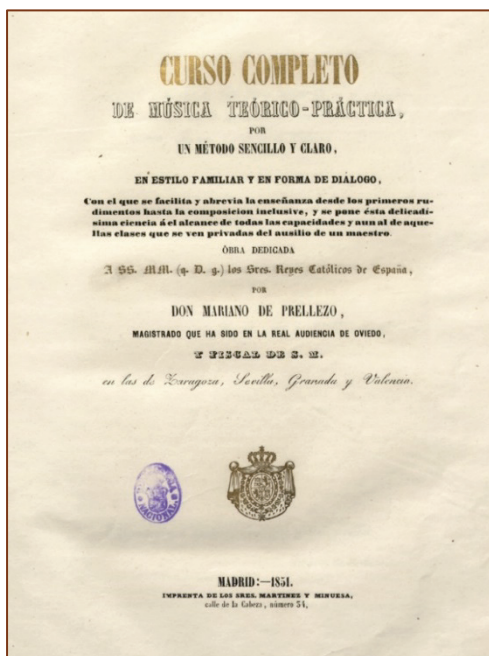 CURSO COMPLETO
DE MÚSICA TEÓRICO-PRÁCTICA,
POR
UN MÉTODO SENCILLO Y CLARO,
EN ESTILO FAMILIAR Y EN FORMA DE DIÁLOGO,
Con el que se facilita y abrevia la enseñanza desde los primeros ru-
dimentos hasta la composicion inclusive, y se pone ésta delicadí-
sima ciencia á el alcance de todas las capacidades y aun al de aque-
llas clases que se ven privadas del ausilio de un maestro.
ÓBRA DEDICADA
A SS. MM. (q. D. g.) los Sres. Reyes Católicos de España,
POR
DON MARIANO DE PRELLEZO,
MAGISTRADO QUE HA SIDO EN LA REAL AUDIENCIA DE OVIEDO,
Y FISCAL DE S. M.
en las de Zaragoza, Sevilla, Granada y Valencia.
NACIONAL
MADRID:—1851.
IMPRENTA DE LOS SRES. MARTINEZ Y MINUESA,
calle de la Cabeza, número 34,